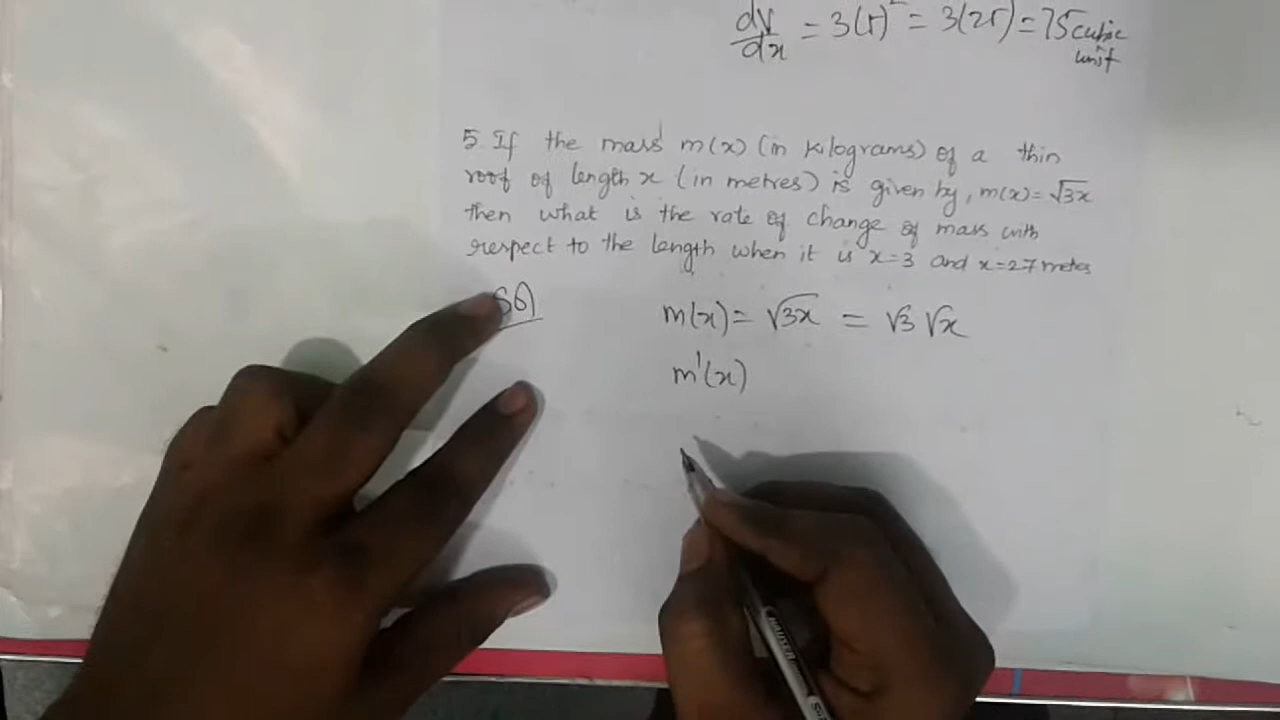 dv/dx = 3(5)² = 3(25) = 75 cubic
unit
5. If the mass m(x) (in kilograms) of a thin
roof of length x (in metres) is given by, m(x) = √3x
then what is the rate of change of mass with
respect to the length when it is x=3 and x=27 metes
m(x) = √3x = √3 √x
m'(x)